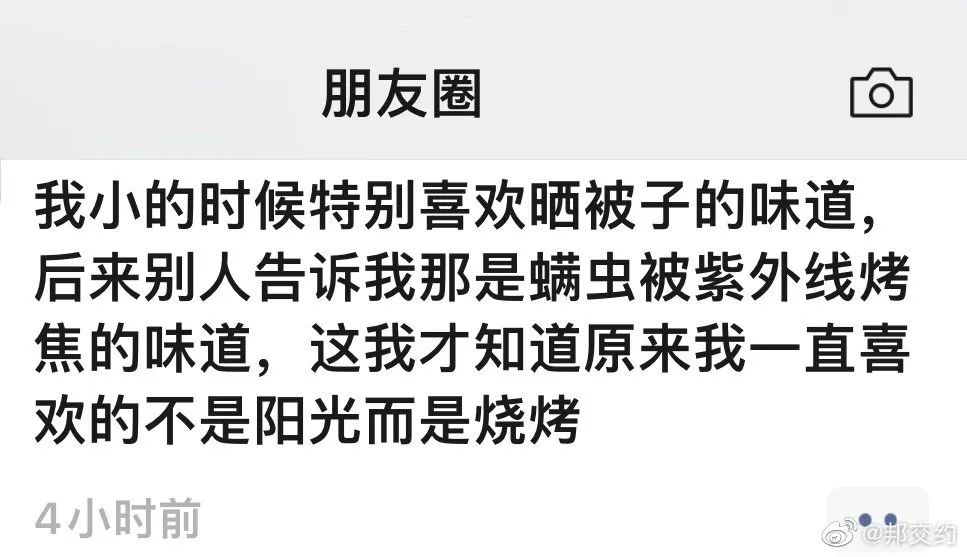 朋友圈
我小的时候特别喜欢晒被子的味道，
后来别人告诉我那是螨虫被紫外线烤
焦的味道，这我才知道原来我一直喜
欢的不是阳光而是烧烤
4小时前
@邦交约